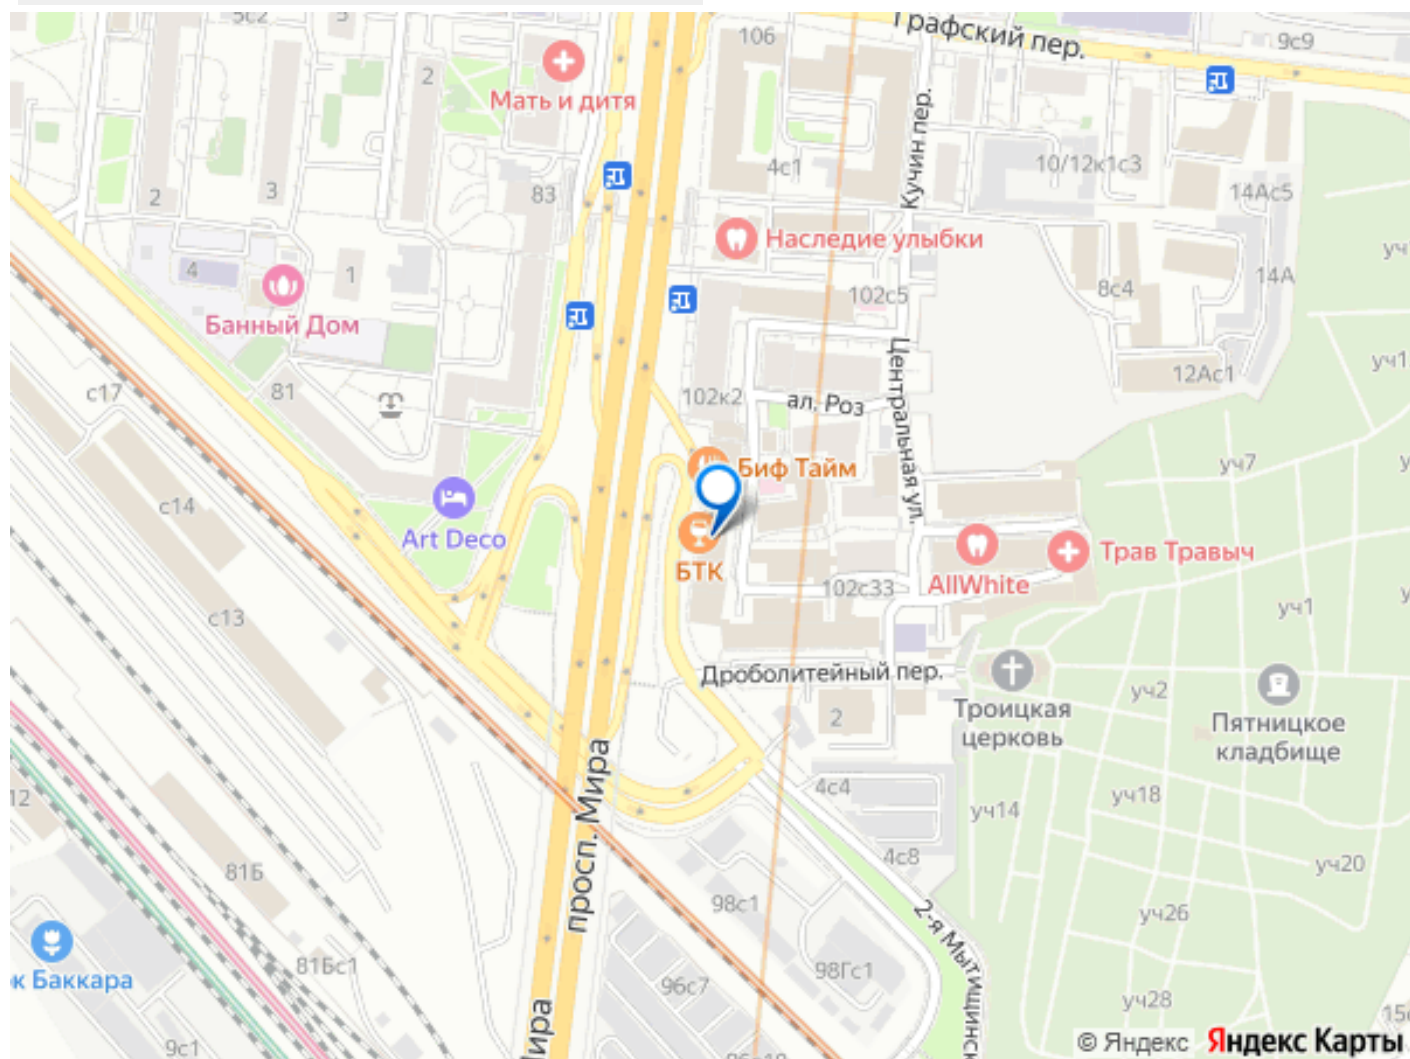 5с2
5
106
Графский пер.
9с9
2
Мать и дитя
Кучин пер.
4с1
10/12к1с3
14Ас5
2
3
83
Наследие улыбки
4
1
102с5
8с4
14А
Банный Дом
Центральная ул.
12Ас1
уч1
с17
81
102к2
ал. Роз
Биф Тайм
уч7
с14
Art Deco
БТК
Трав Травыч
102с33
AllWhite
уч1
с13
Дроболитейный пер.
Троицкая
церковь
уч2
Пятницкое
кладбище
2
просп. Мира
4с4
уч14
уч18
12
81Б
4с8
уч20
98с1
2-я Мытищинск
уч26
к Баккара
81Бс1
96с7
98Гс1
уч28
9с1
Мира
© Яндекс
Яндекс Карты